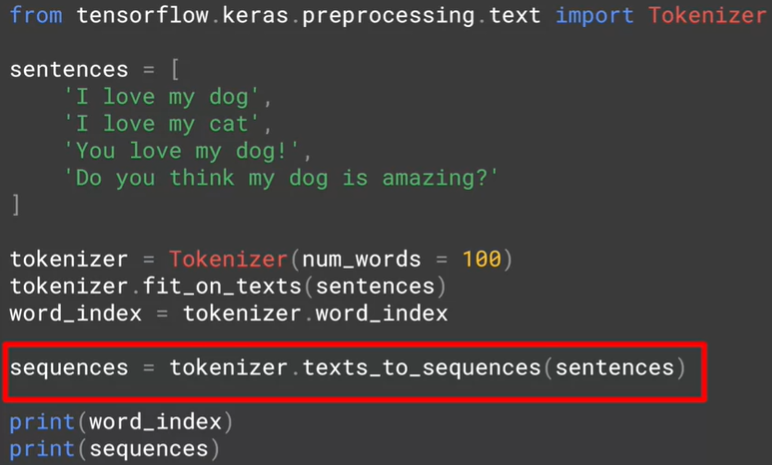 from tensorflow.keras.preprocessing.text import Tokenizer
sentences = [
    'I love my dog',
    'I love my cat',
    'You love my dog!',
    'Do you think my dog is amazing?'
]
tokenizer = Tokenizer(num_words = 100)
tokenizer.fit_on_texts(sentences)
word_index = tokenizer.word_index
sequences = tokenizer.texts_to_sequences(sentences)
print(word_index)
print(sequences)